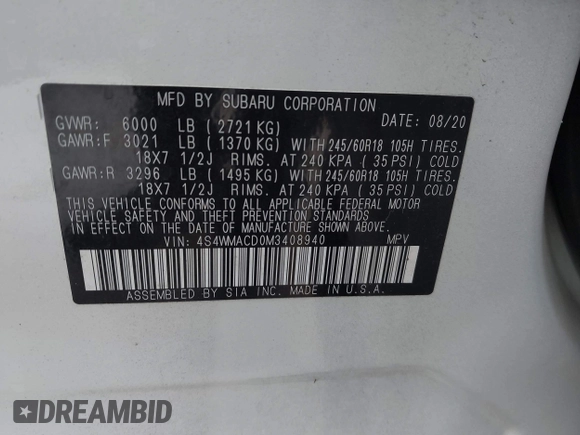 MFD BY SUBARU CORPORATION
GVWR: 6000 LB (2721KG) DATE: 08/20
GAWR:F 3021 LB (1370KG) WITH 245/60R18 105H TIRES.
18X7 1/2J RIMS. AT 240 KPA (35PSI) COLD
GAWR:R 3296 LB (1495KG) WITH 245/60R18 105H TIRES.
18X7 1/2J RIMS. AT 240 KPA (35PSI) COLD
THIS VEHICLE CONFORMS TO ALL APPLICABLE FEDERAL MOTOR
VEHICLE SAFETY AND THEFT PREVENTION STANDARDS
IN EFFECT ON THE DATE OF MANUFACTURE SHOWN ABOVE.
VIN: 4S4WMACD0M3408940 MPV
ASSEMBLED BY SIA INC. MADE IN U.S.A.
DREAMBID